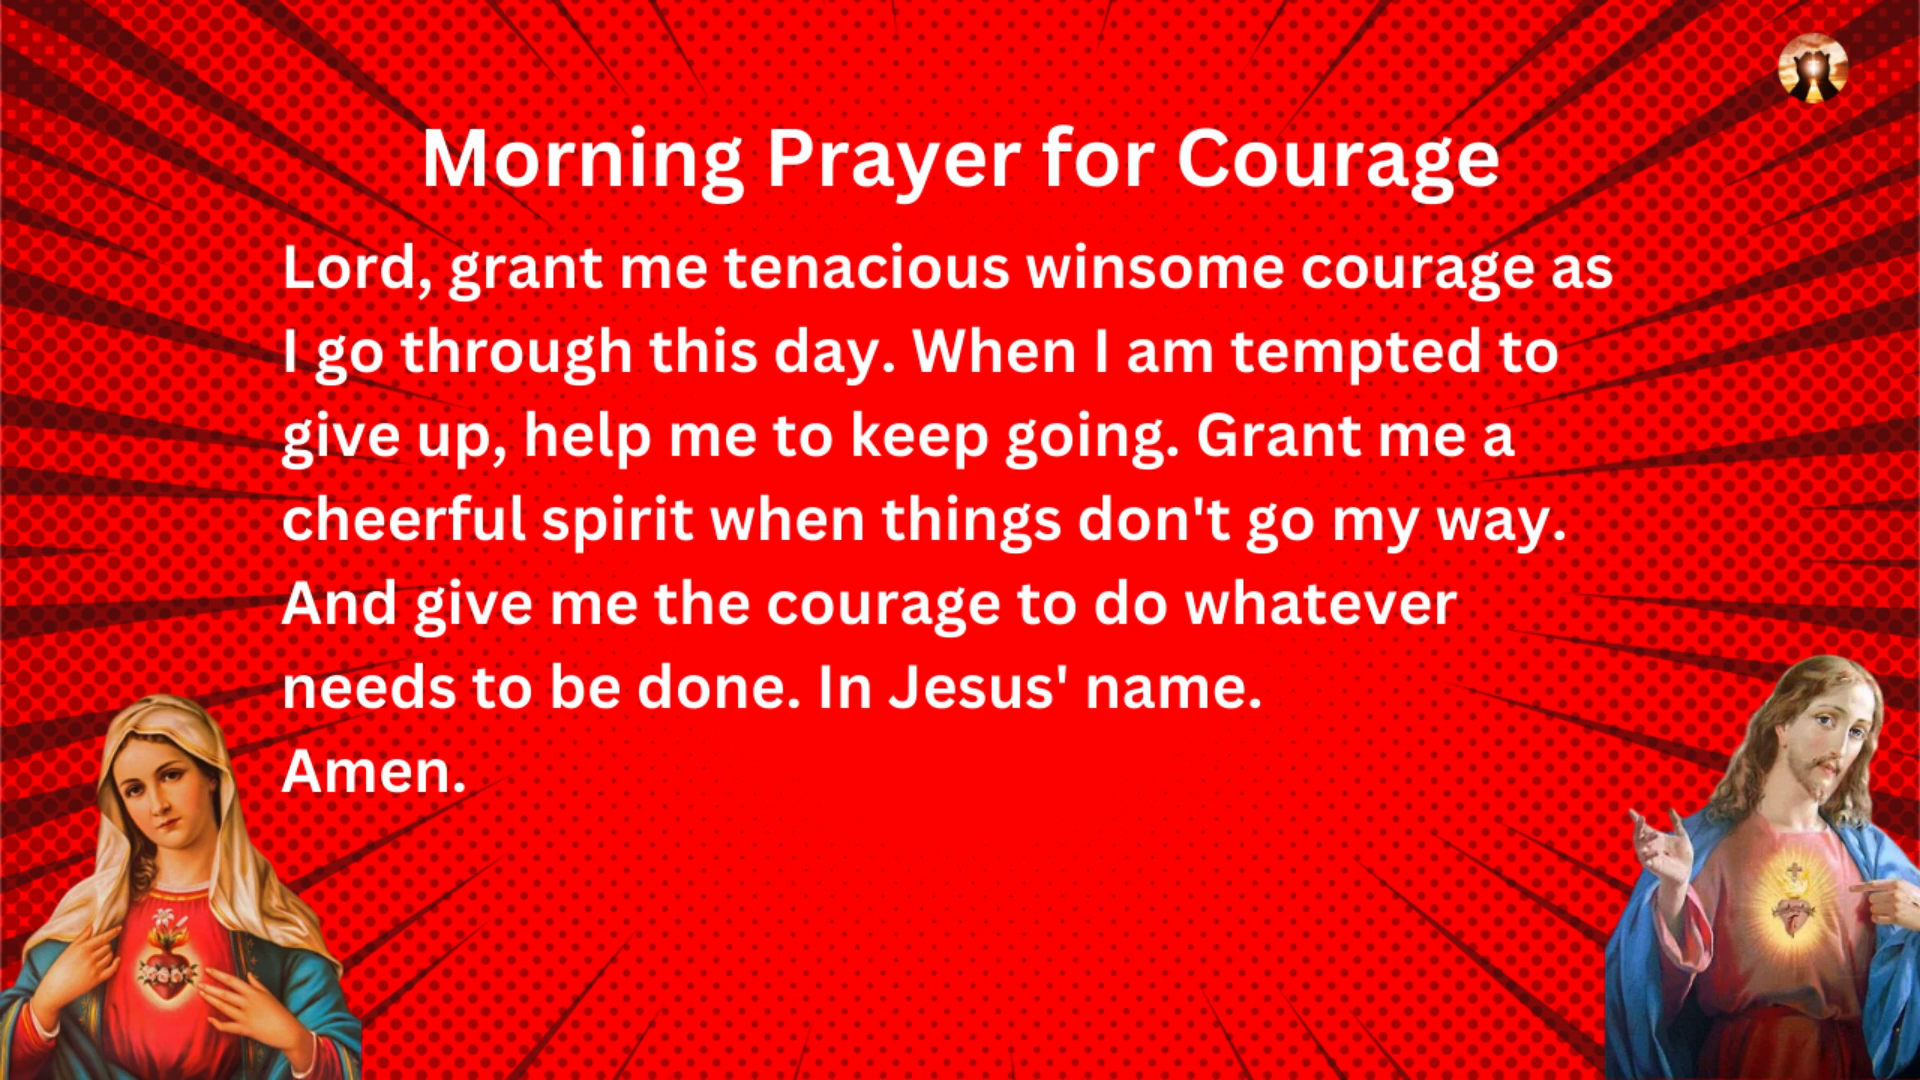 Morning Prayer for Courage
Lord, grant me tenacious winsome courage as
I go through this day. When I am tempted to
give up, help me to keep going. Grant me a
cheerful spirit when things don't go my way.
And give me the courage to do whatever
needs to be done. In Jesus' name.
Amen.